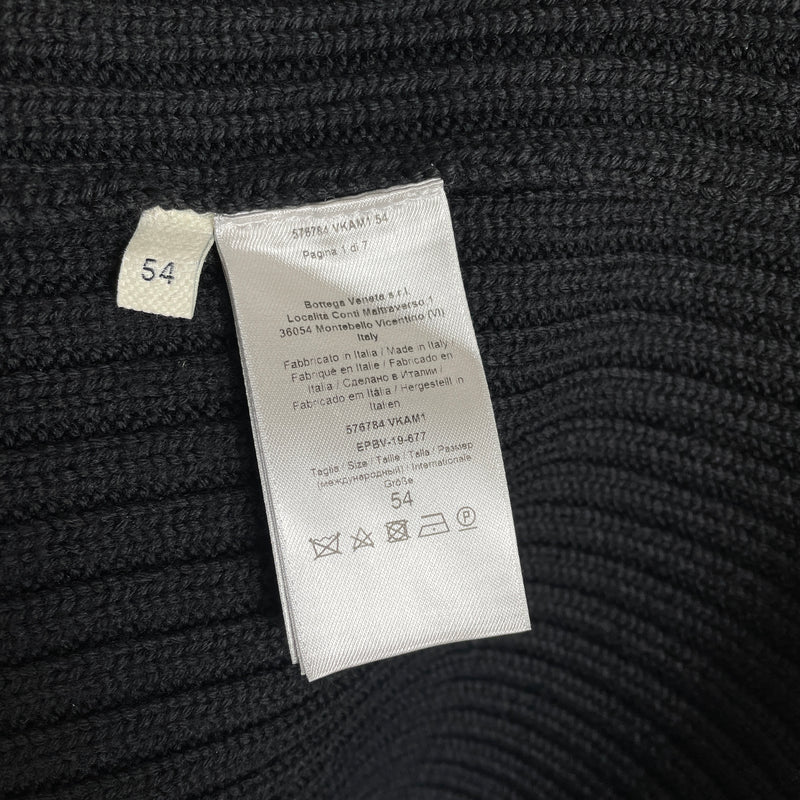 54
576784 VKAM1 54
Pagina 1 di 7
Bottega Veneta s.r.l.
Località Conti Maltraverso 1
36054 Montebello Vicentino (VI)
Italy
Fabbricato in Italia / Made in Italy
Fabriqué en Italie / Fabricado en
Italia / Сделано в Италии /
Fabricado em Itália / Hergestellt in
Italien
576784 VKAM1
EPBV-19-677
Taglia / Size / Taille / Talla / Размер
(международный) / Internationale
Größe
54
P